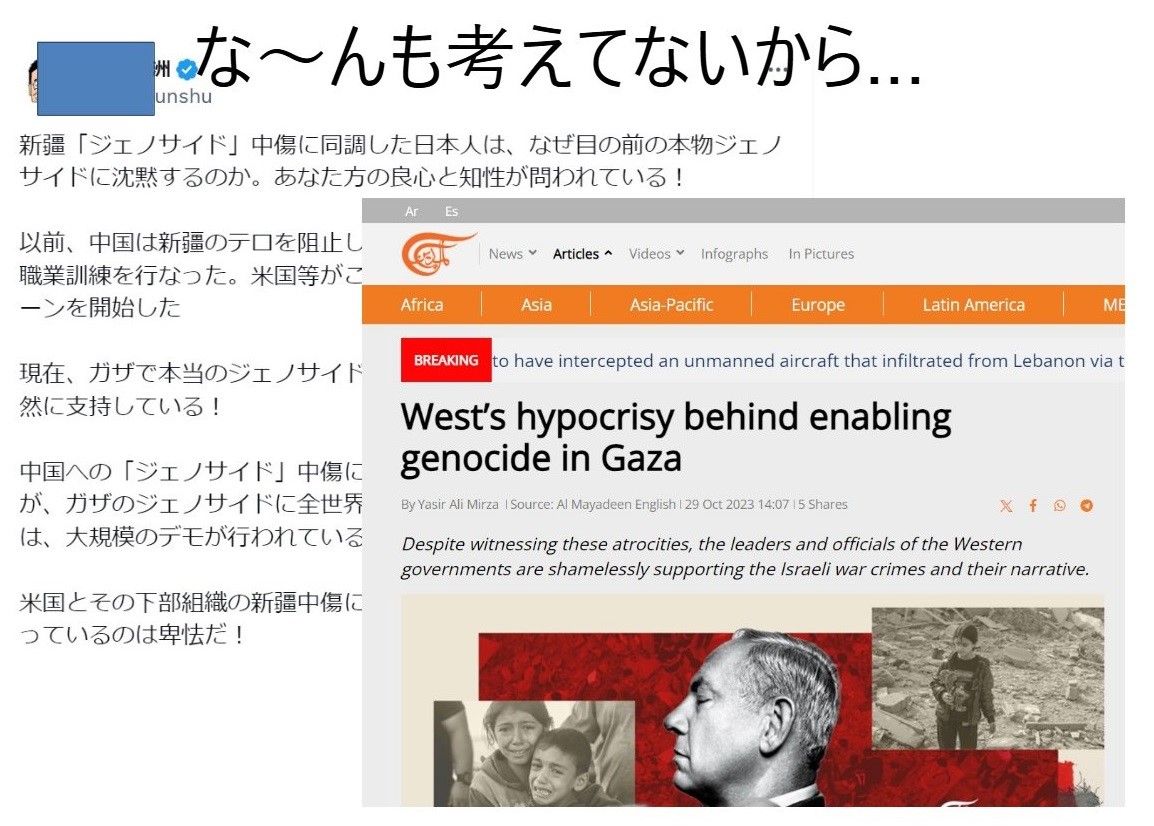 な～んも考えてないから...
洲
unshu
新疆「ジェノサイド」中傷に同調した日本人は、なぜ目の前の本物ジェノ
サイドに沈黙するのか。あなた方の良心と知性が問われている！
以前、中国は新疆のテロを阻止し
職業訓練を行なった。米国等がこ
ーンを開始した
現在、ガザで本当のジェノサイド
然に支持している！
中国への「ジェノサイド」中傷に
が、ガザのジェノサイドに全世界
は、大規模のデモが行われている
米国とその下部組織の新疆中傷に
っているのは卑怯だ！
Ar Es
News Articles Videos Infographs In Pictures
Africa Asia Asia-Pacific Europe Latin America ME
BREAKING to have intercepted an unmanned aircraft that infiltrated from Lebanon via t
West’s hypocrisy behind enabling
genocide in Gaza
By Yasir Ali Mirza | Source: Al Mayadeen English | 29 Oct 2023 14:07 | 5 Shares
Despite witnessing these atrocities, the leaders and officials of the Western
governments are shamelessly supporting the Israeli war crimes and their narrative.